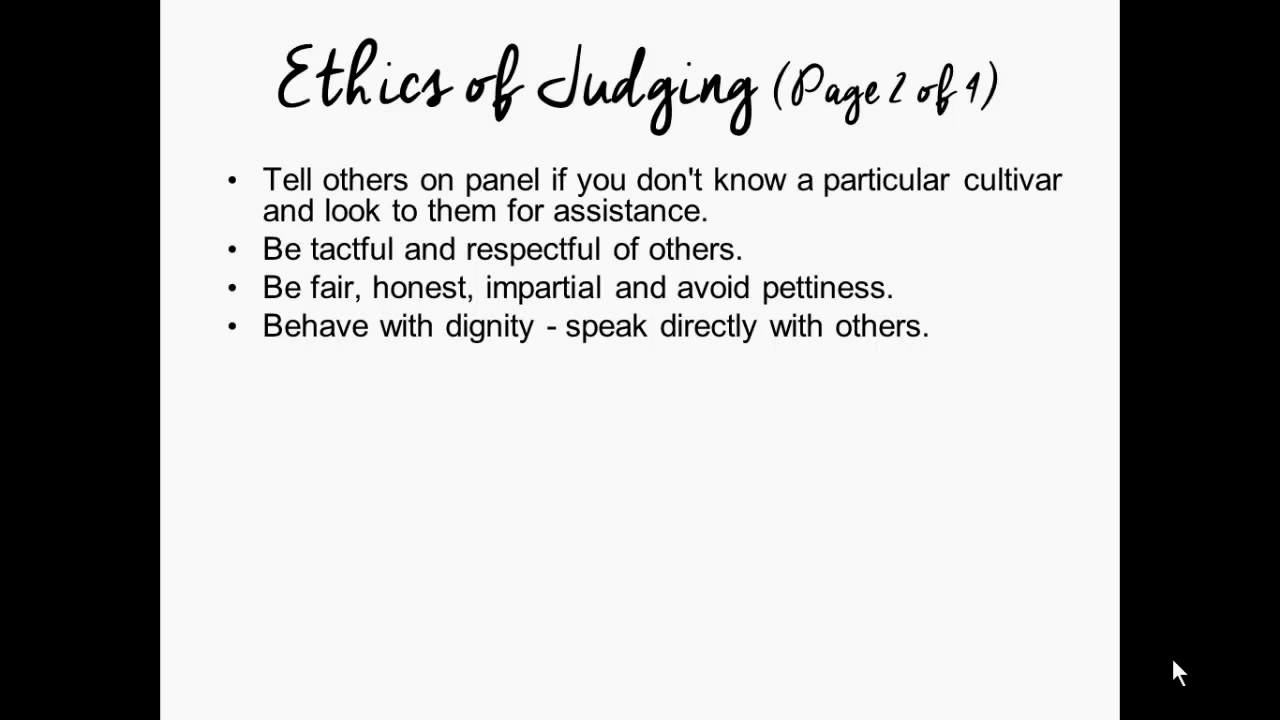 Ethics of Judging (Page 2 of 4)
• Tell others on panel if you don't know a particular cultivar
and look to them for assistance.
• Be tactful and respectful of others.
• Be fair, honest, impartial and avoid pettiness.
• Behave with dignity - speak directly with others.